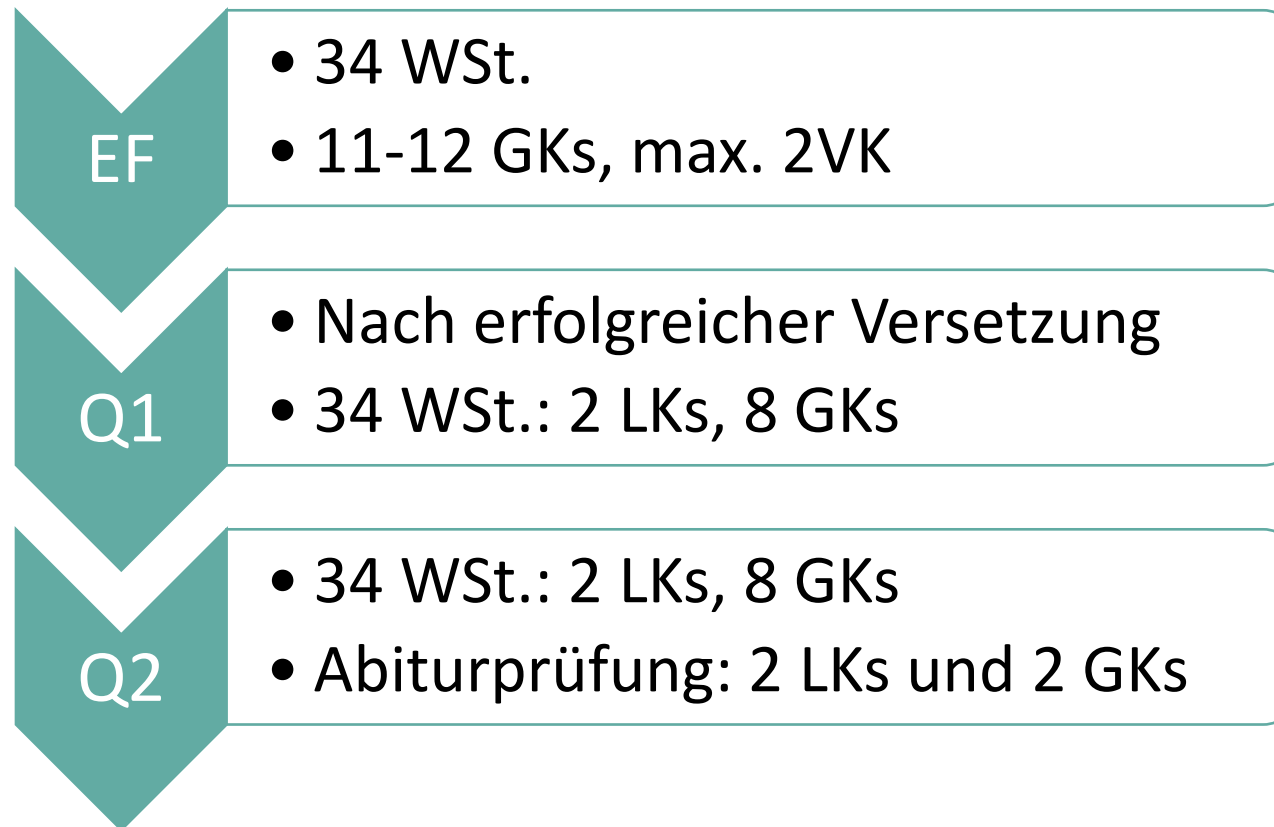 EF
• 34 WSt.
• 11-12 GKs, max. 2VK
Q1
• Nach erfolgreicher Versetzung
• 34 WSt.: 2 LKs, 8 GKs
Q2
• 34 WSt.: 2 LKs, 8 GKs
• Abiturprüfung: 2 LKs und 2 GKs